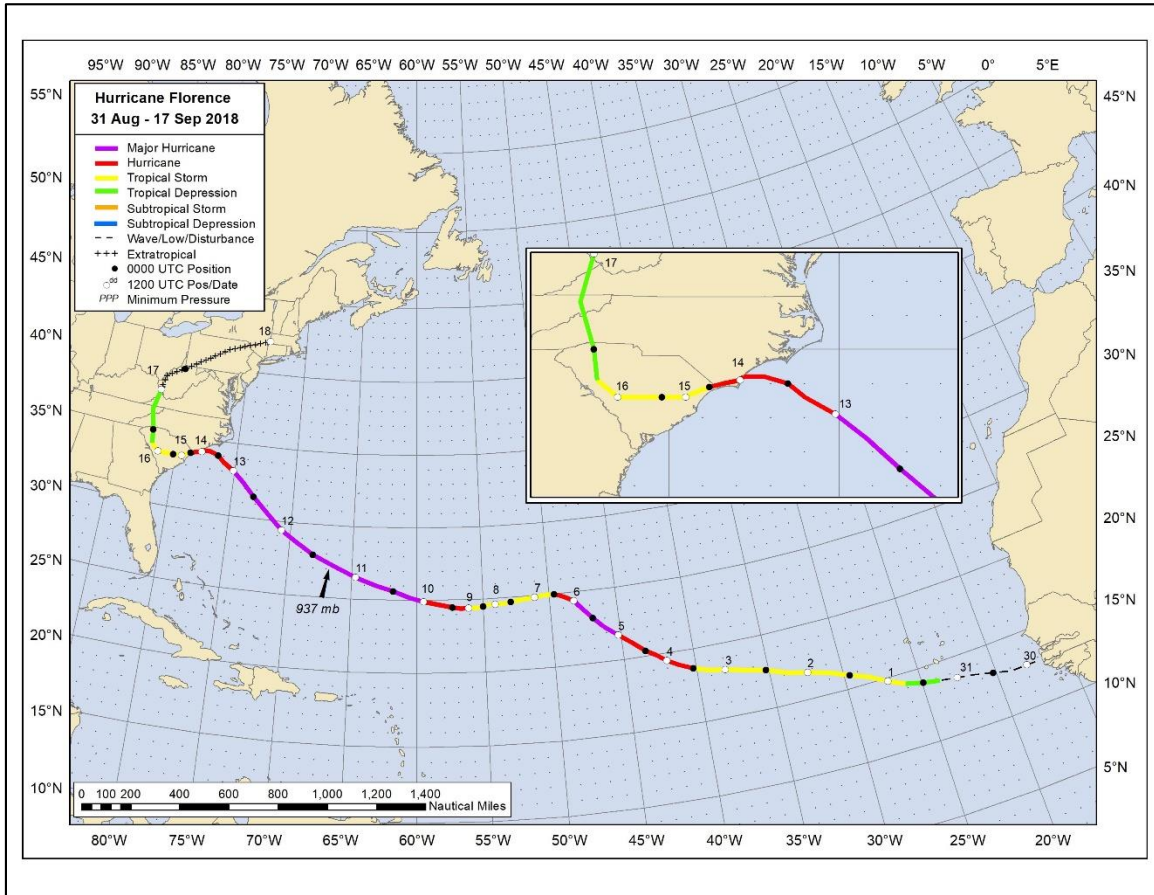 95°W 90°W 85°W 80°W 75°W 70°W 65°W 60°W 55°W 50°W 45°W 40°W 35°W 30°W 25°W 20°W 15°W 10°W 5°W 0° 5°E
55°N
50°N
45°N
40°N
35°N
30°N
25°N
20°N
15°N
10°N
Hurricane Florence
31 Aug - 17 Sep 2018
Major Hurricane
Hurricane
Tropical Storm
Tropical Depression
Subtropical Storm
Subtropical Depression
Wave/Low/Disturbance
Extratropical
0000 UTC Position
1200 UTC Pos/Date
PPP Minimum Pressure
17
16
15
14
13
18
17
16
15
14
13
12
11
10
9
8
7
6
5
4
3
2
1
31
30
937 mb
45°N
40°N
35°N
30°N
25°N
20°N
15°N
10°N
5°N
0 100 200 400 600 800 1,000 1,200 1,400
Nautical Miles
80°W 75°W 70°W 65°W 60°W 55°W 50°W 45°W 40°W 35°W 30°W 25°W 20°W